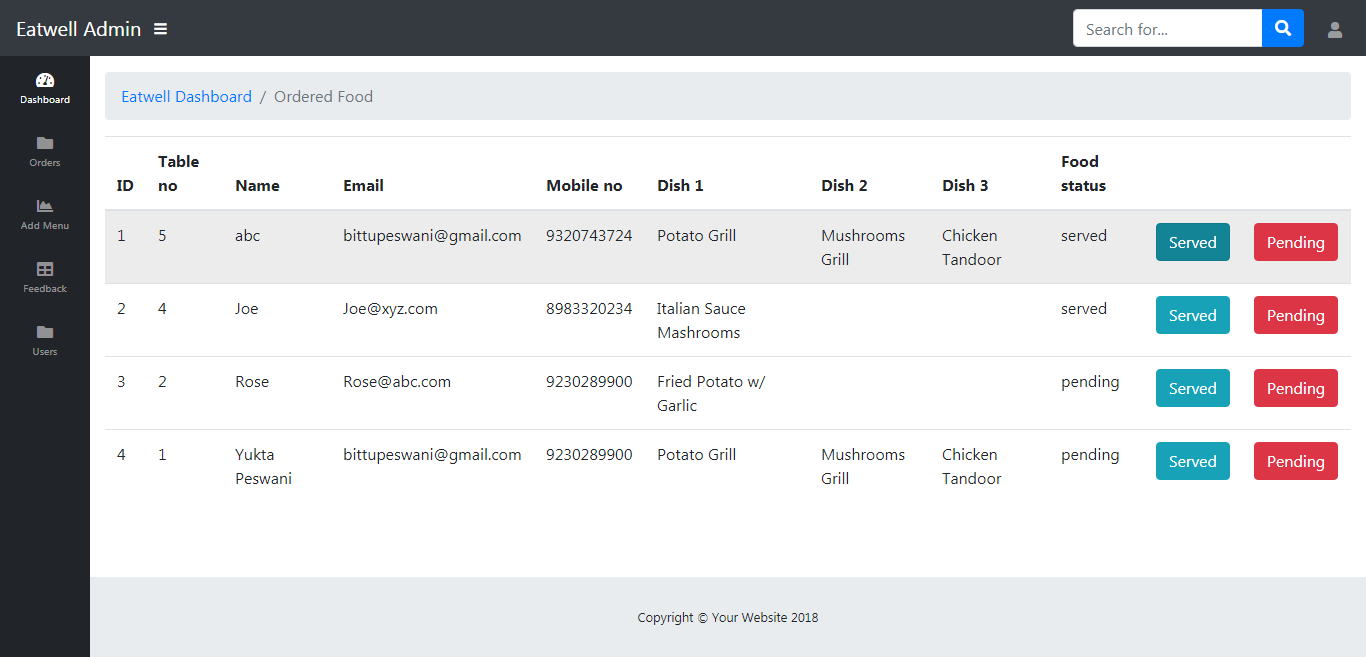 Eatwell Admin
Search for...
Dashboard
Orders
Add Menu
Feedback
Users
Eatwell Dashboard / Ordered Food
ID Table no Name Email Mobile no Dish 1 Dish 2 Dish 3 Food status
1 5 abc bittupeswani@gmail.com 9320743724 Potato Grill Mushrooms Grill Chicken Tandoor served Served Pending
2 4 Joe Joe@xyz.com 8983320234 Italian Sauce Mashrooms served Served Pending
3 2 Rose Rose@abc.com 9230289900 Fried Potato w/ Garlic pending Served Pending
4 1 Yukta Peswani bittupeswani@gmail.com 9230289900 Potato Grill Mushrooms Grill Chicken Tandoor pending Served Pending
Copyright © Your Website 2018